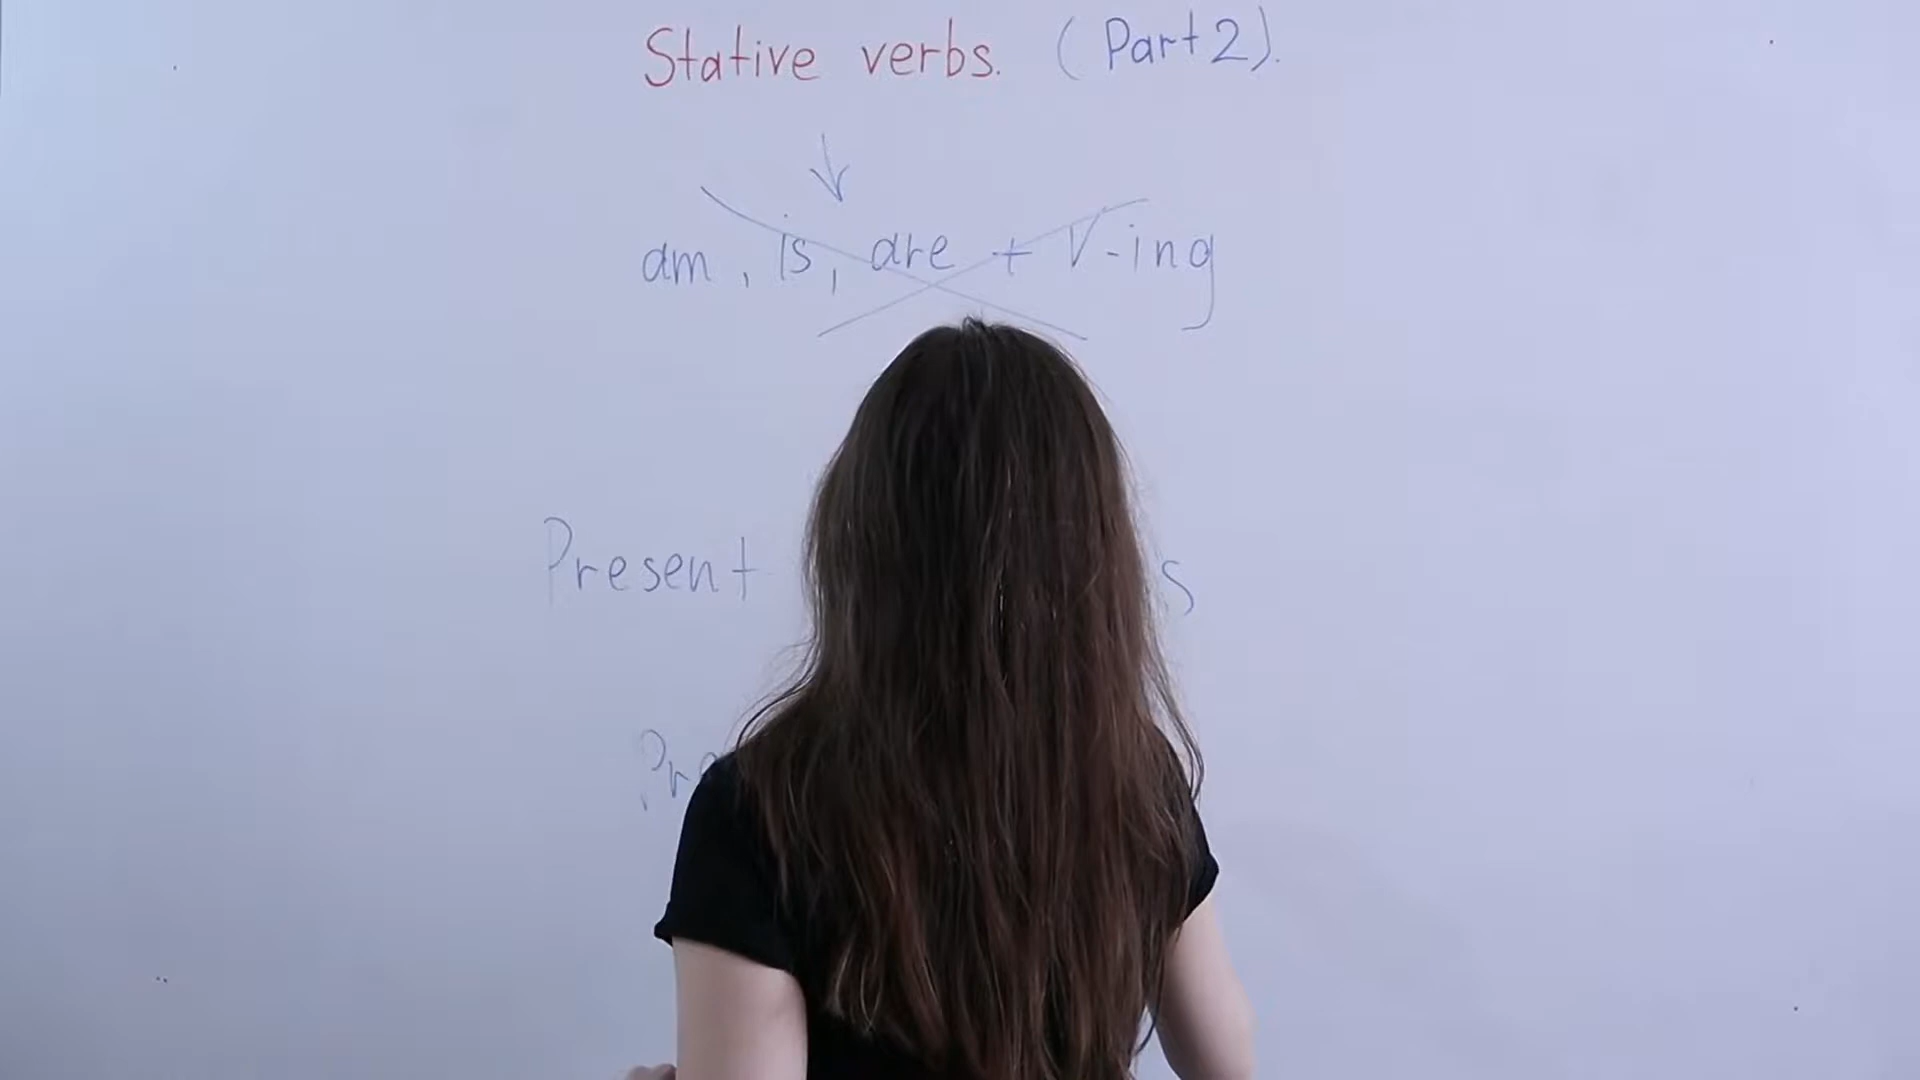 Stative verbs. (Part 2).
am, is, are + V-ing
Present